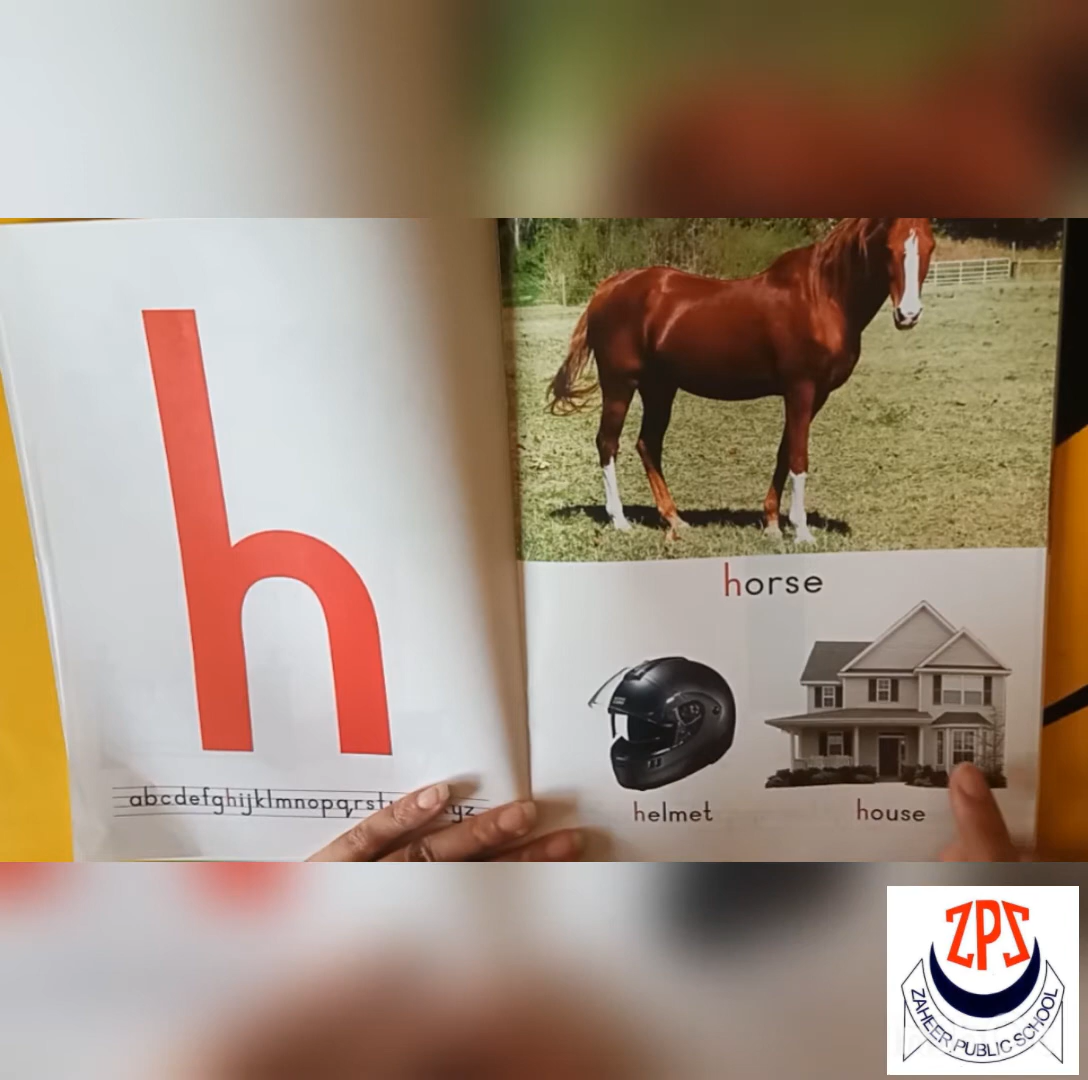 h
abcdefghijklmnopqrst yz
horse
helmet
house
ZPS
ZAHEER PUBLIC SCHOOL